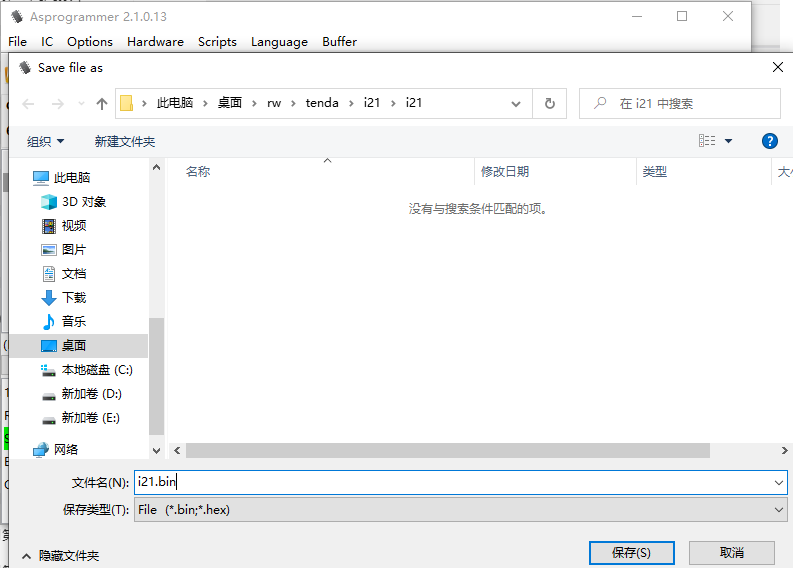 Asprogrammer 2.1.0.13
File IC Options Hardware Scripts Language Buffer
Save file as
此电脑 › 桌面 › rw › tenda › i21 › i21
在 i21 中搜索
组织 新建文件夹
名称 修改日期 类型
没有与搜索条件匹配的项。
此电脑
3D 对象
视频
图片
文档
下载
音乐
桌面
本地磁盘 (C:)
新加卷 (D:)
新加卷 (E:)
网络
文件名(N): i21.bin
保存类型(T): File (*.bin;*.hex)
隐藏文件夹 保存(S) 取消